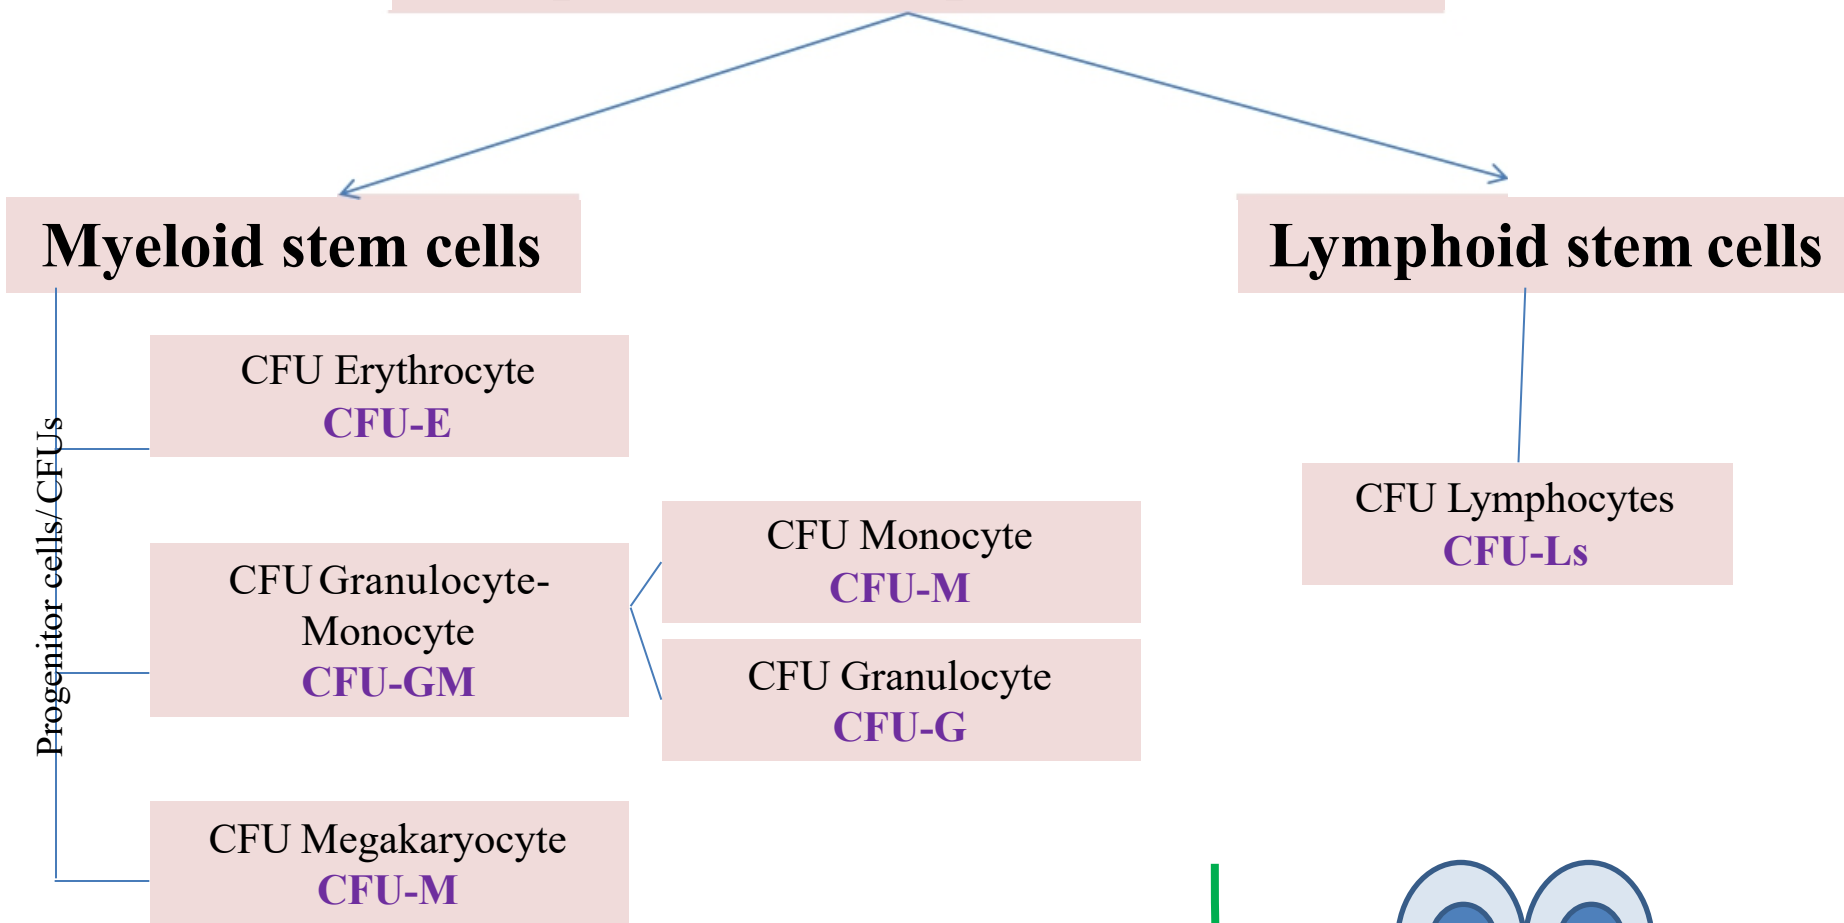 Myeloid stem cells
Lymphoid stem cells
CFU Erythrocyte
CFU-E
Progenitor cells/CFUs
CFU Granulocyte-
Monocyte
CFU-GM
CFU Monocyte
CFU-M
CFU Granulocyte
CFU-G
CFU Megakaryocyte
CFU-M
CFU Lymphocytes
CFU-Ls